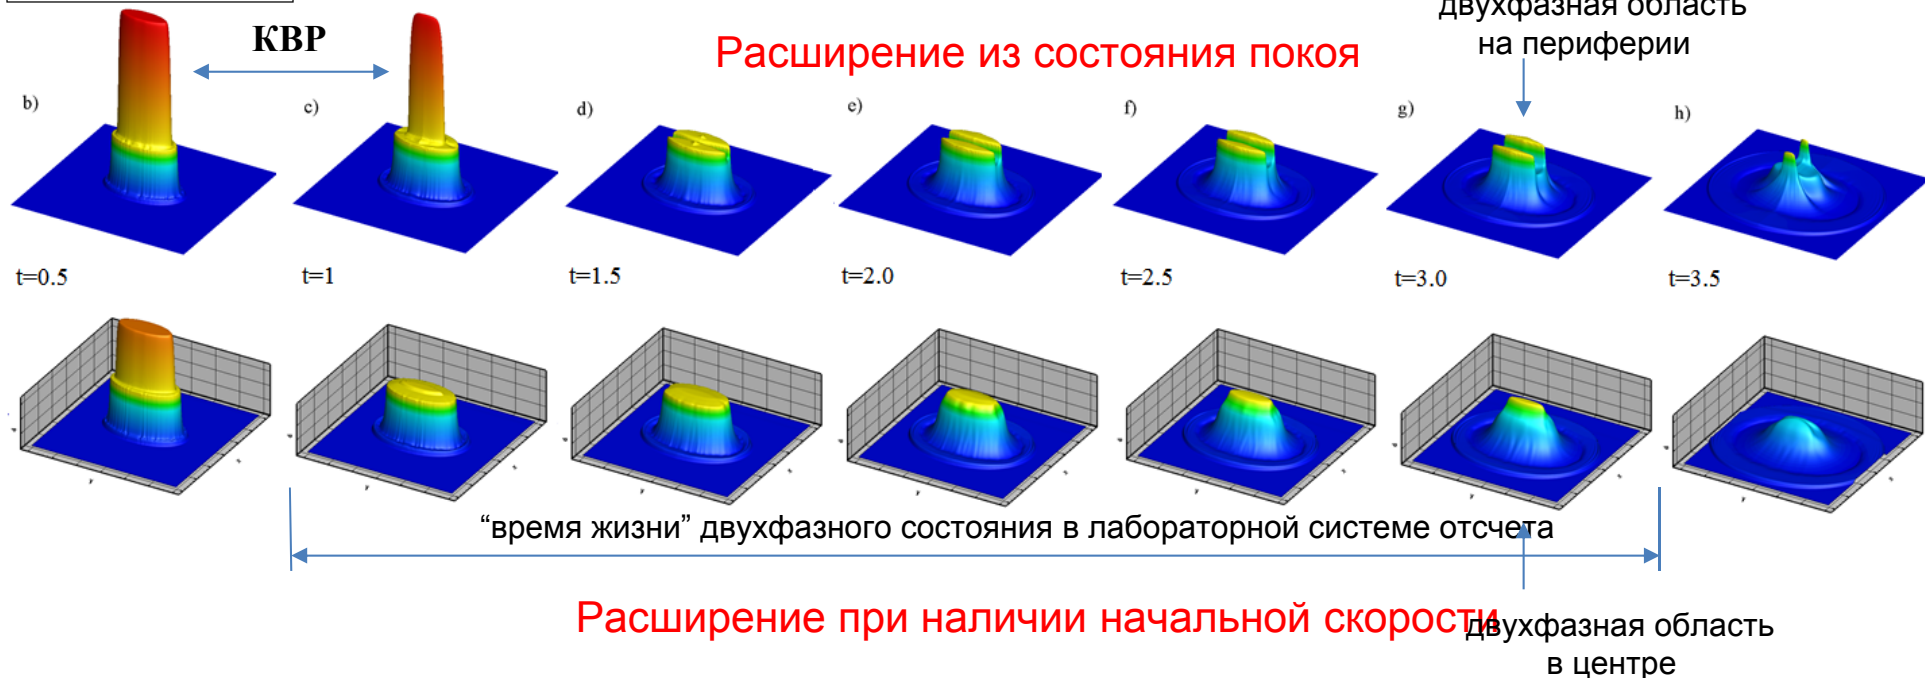 двухфазная область
на периферии
КВР
Расширение из состояния покоя
b)
c)
d)
e)
f)
g)
h)
t=0.5
t=1
t=1.5
t=2.0
t=2.5
t=3.0
t=3.5
“время жизни” двухфазного состояния в лабораторной системе отсчета
Расширение при наличии начальной скорости
двухфазная область
в центре